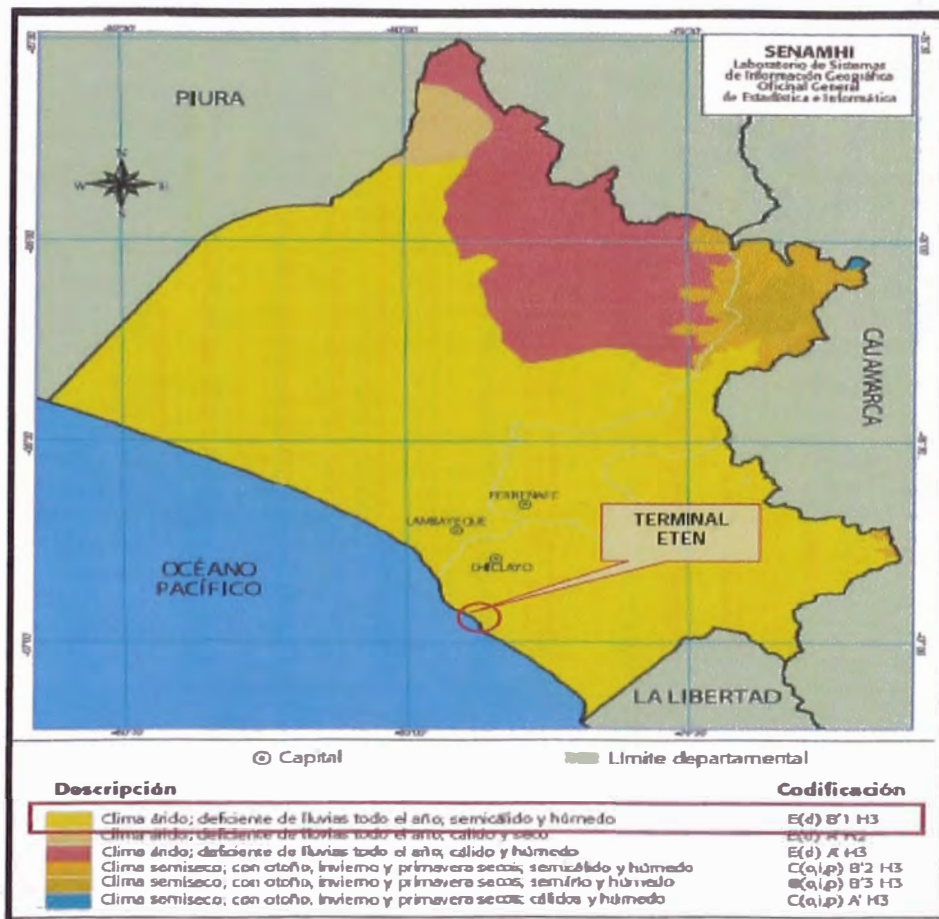 SENAMHI
Laboratorio de Sistemas
de Información Geográfica
Oficinal General
de Estadística e Informática
PIURA
N
W
E
S
CAJAMARCA
FERREÑAFE
LAMBAYEQUE
CHICLAYO
TERMINAL
ETEN
OCÉANO
PACÍFICO
LA LIBERTAD
Capital
Límite departamental
Descripción Codificación
Clima árido; deficiente de lluvias todo el año; semicálido y húmedo E(d) B'1 H3
Clima árido; deficiente de lluvias todo el año; cálido y seco E(d) A' H2
Clima árido; deficiente de lluvias todo el año; cálido y húmedo E(d) A' H3
Clima semiseco; con otoño, invierno y primavera secos; semicálido y húmedo C(o,i,p) B'2 H3
Clima semiseco; con otoño, invierno y primavera secos, semifrío y húmedo B'3 H3
Clima semiseco; con otoño, invierno y primavera secos; cálidos y húmedo C(o,i,p) A' H3